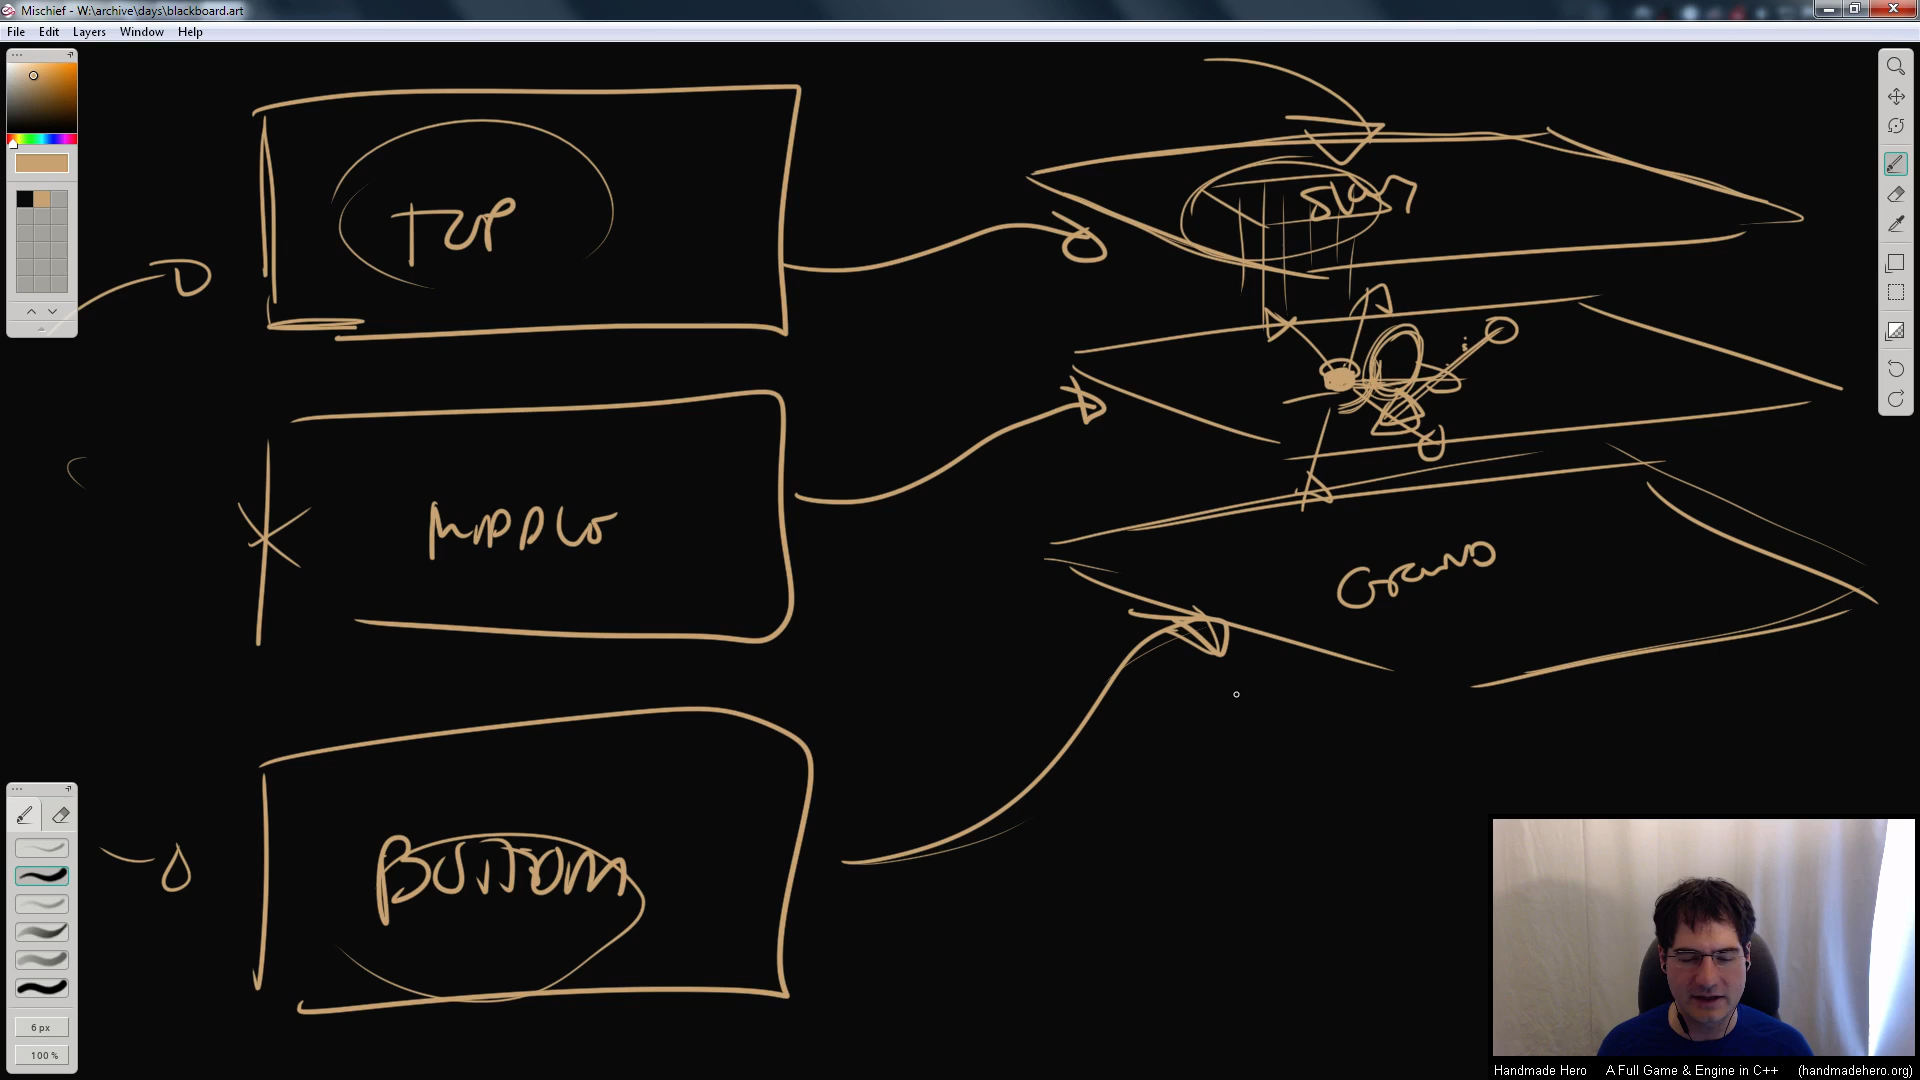 Mischief - W:\archive\days\blackboard.art
File Edit Layers Window Help
TOP
MIDDLE
BOTTOM
SKY
GROUND
6 px
100 %
Handmade Hero A Full Game & Engine in C++ (handmadehero.org)